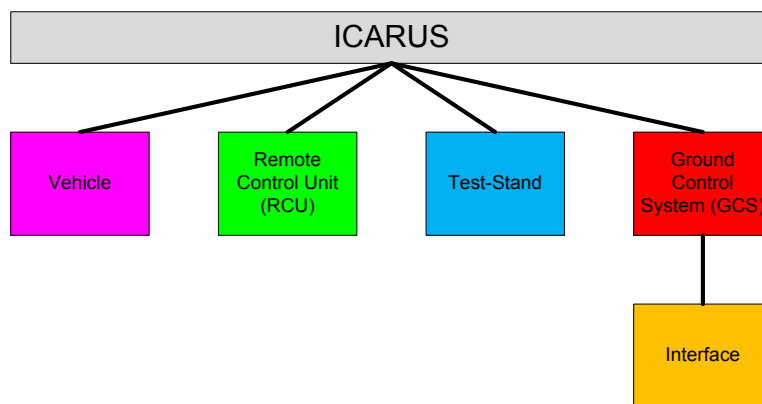 ICARUS
Vehicle
Remote
Control Unit
(RCU)
Test-Stand
Ground
Control
System (GCS)
Interface